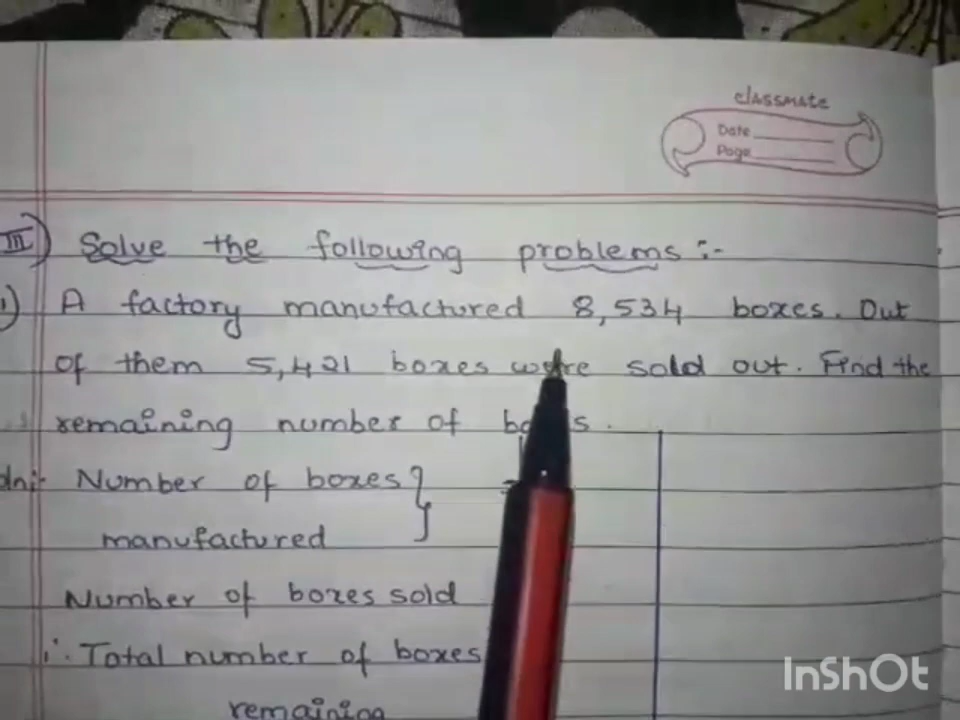 classmate
Date
Page
III) Solve the following problems :-
1) A factory manufactured 8,534 boxes. Out
of them 5,421 boxes were sold out. Find the
remaining number of boxes.
Number of boxes }
manufactured
Number of boxes sold
∴ Total number of boxes
remaining
InShOt